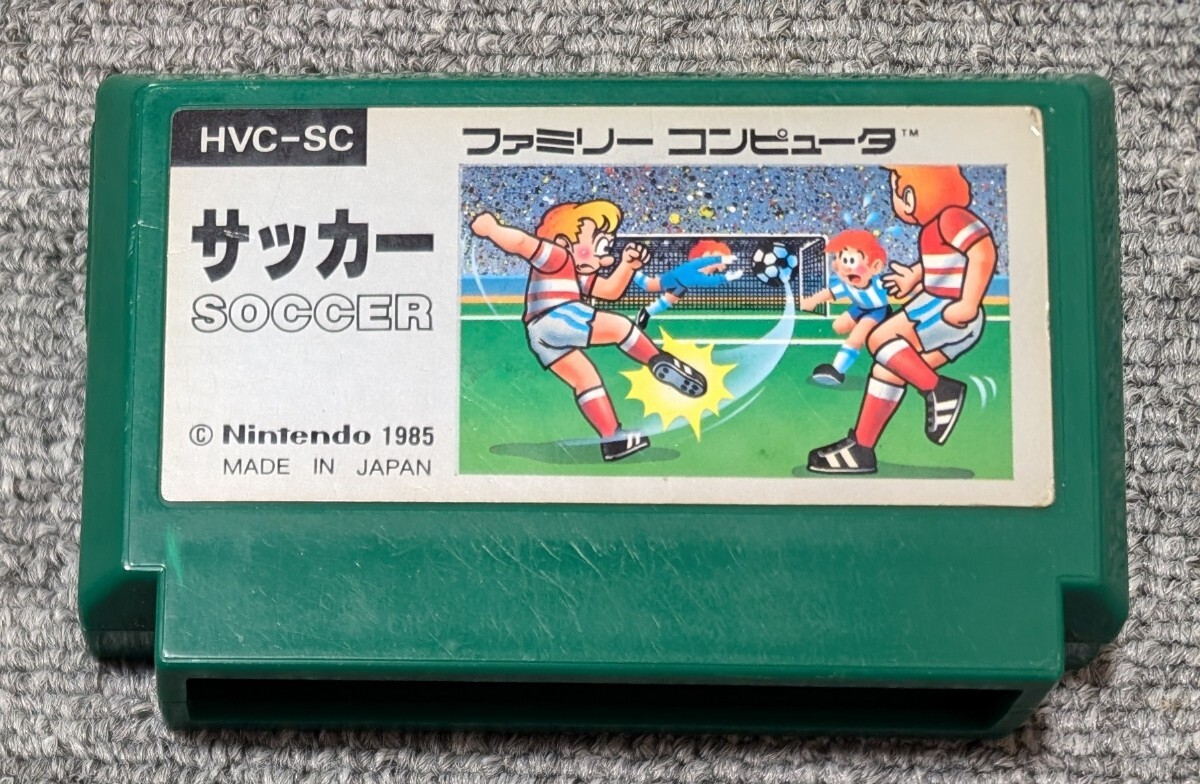 HVC-SC
ファミリー コンピュータ™
サッカー
SOCCER
© Nintendo 1985
MADE IN JAPAN